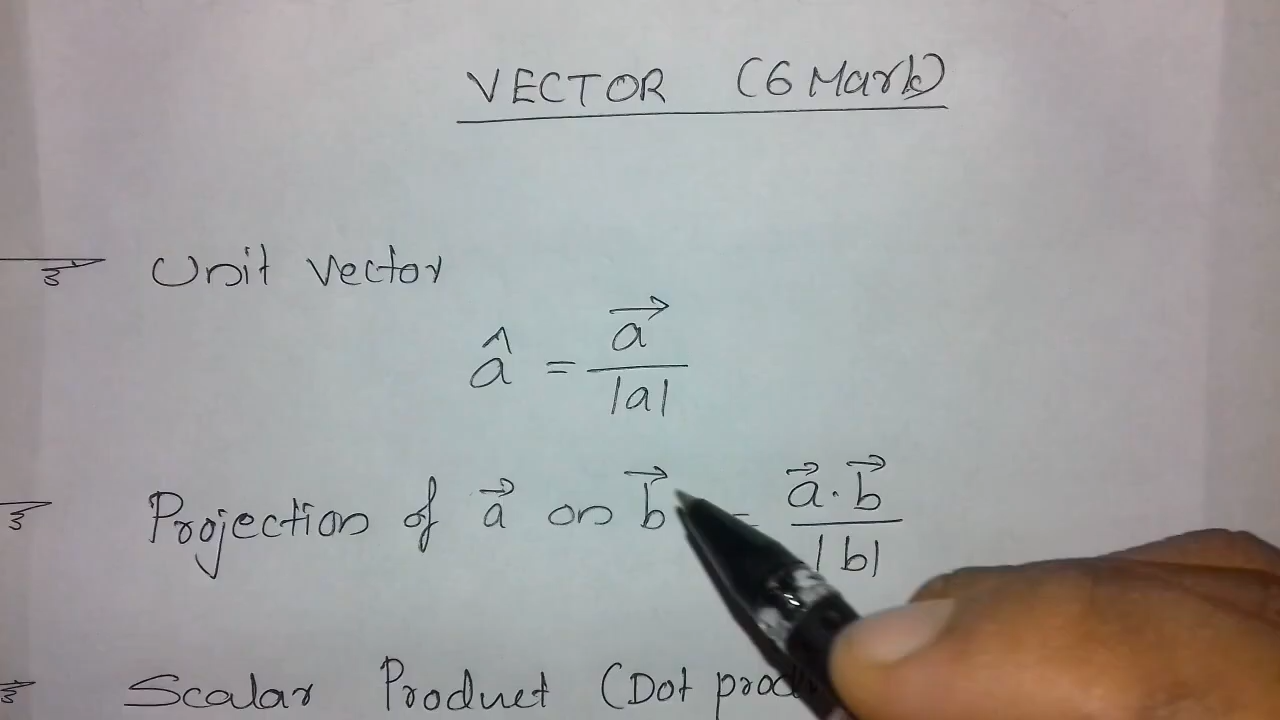 VECTOR (6 Mark)
Unit Vector
â = a⃗ / |a|
Projection of a⃗ on b⃗ = a⃗ · b⃗ / |b|
Scalar Product (Dot prod